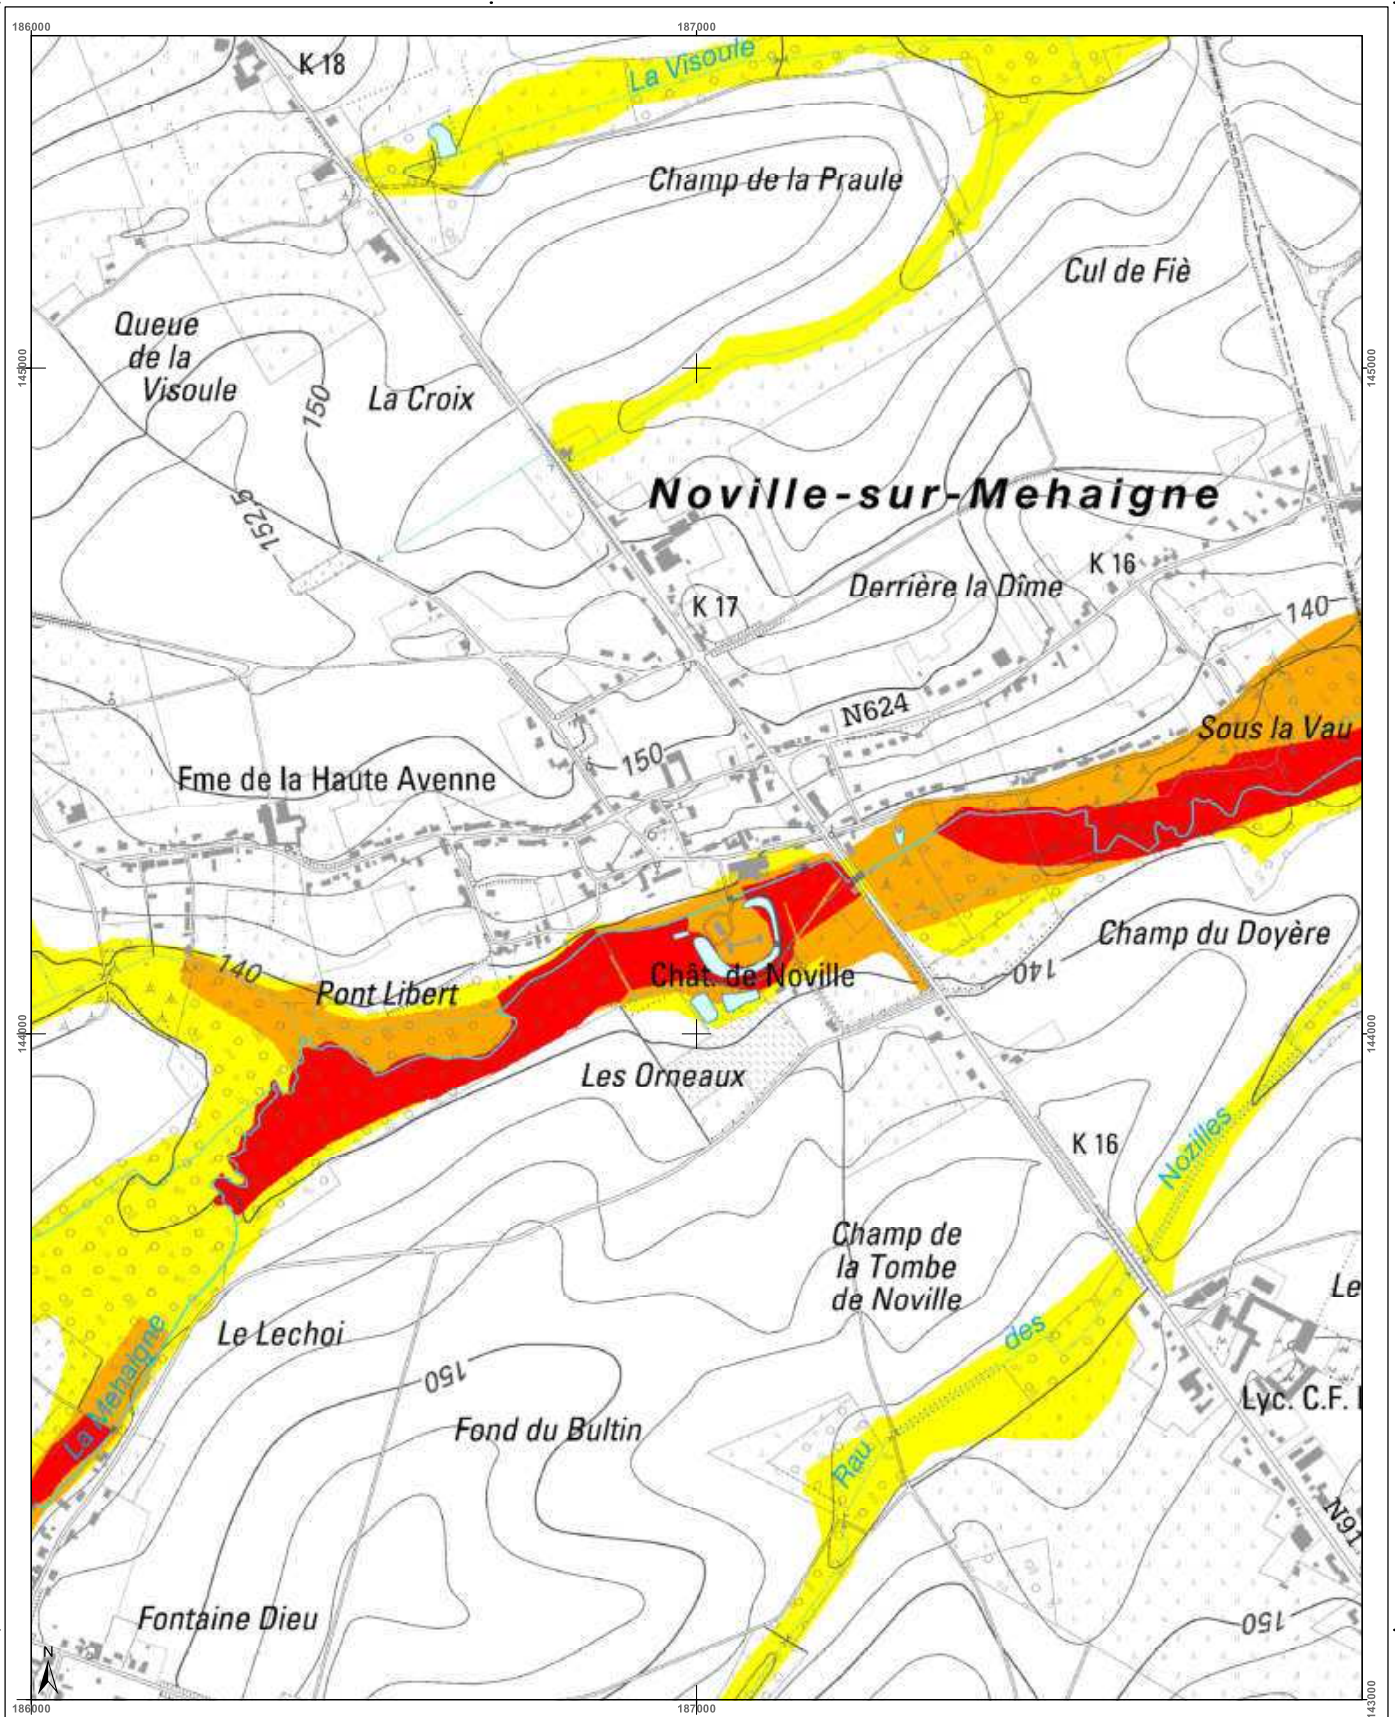 186000
187000
K 18
La Visoule
Champ de la Praule
Cul de Fiè
Queue
de la
Visoule
145000
145000
150
La Croix
152.5
Noville-sur-Mehaigne
K 16
Derrière la Dîme
K 17
140
N624
Sous la Vau
150
Fme de la Haute Avenne
Champ du Doyère
140
Pont Libert
Chât. de Noville
140
144000
144000
Les Orneaux
K 16
Nozilles
Champ de
la Tombe
de Noville
Le
des
La Mehaigne
Le Lechoi
150
Lyc. C.F.
Fond du Bultin
Rau
N91
Fontaine Dieu
150
N
186000
187000
143000